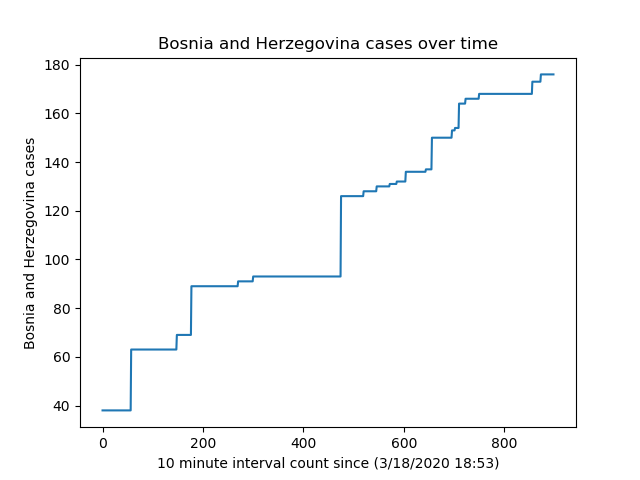 Bosnia and Herzegovina cases over time
Bosnia and Herzegovina cases
180
160
140
120
100
80
60
40
0 200 400 600 800
10 minute interval count since (3/18/2020 18:53)